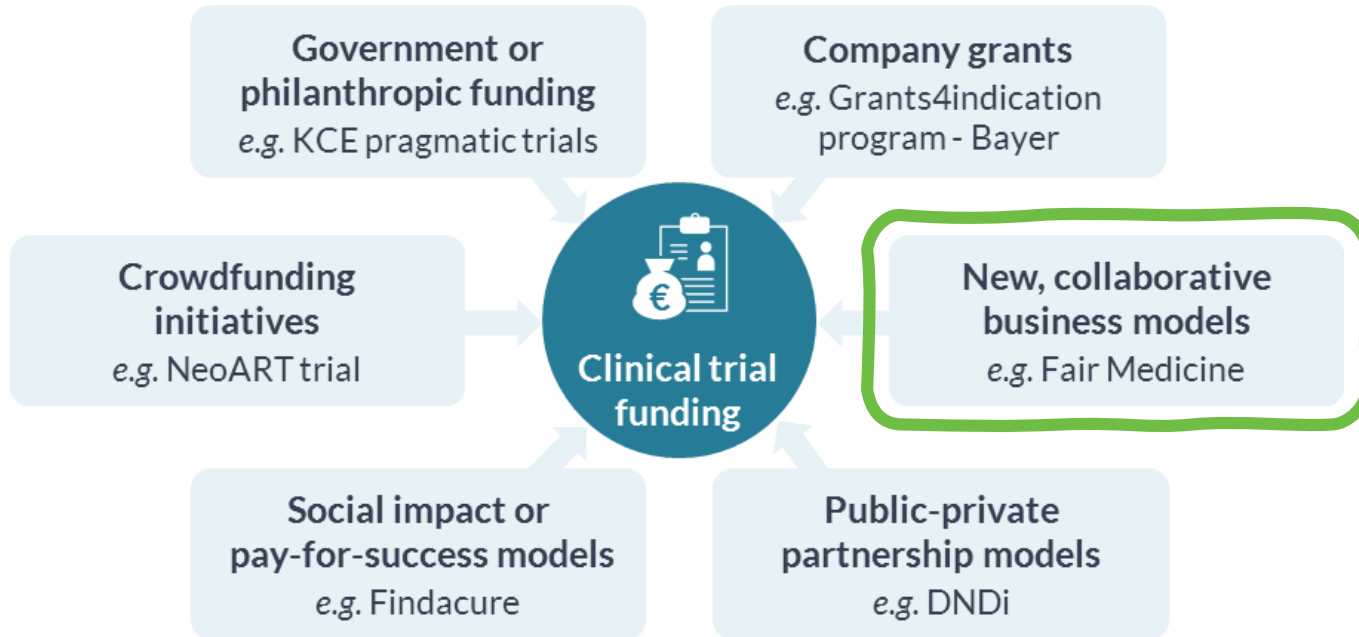 Government or
philanthropic funding
e.g. KCE pragmatic trials
Company grants
e.g. Grants4indication
program - Bayer
Crowdfunding
initiatives
e.g. NeoART trial
€
Clinical trial
funding
New, collaborative
business models
e.g. Fair Medicine
Social impact or
pay-for-success models
e.g. Findacure
Public-private
partnership models
e.g. DNDi